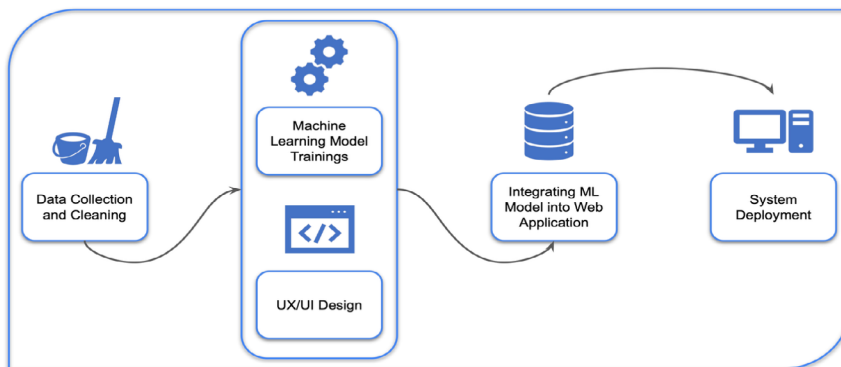 Data Collection
and Cleaning
Machine
Learning Model
Trainings
</>
UX/UI Design
Integrating ML
Model into Web
Application
System
Deployment